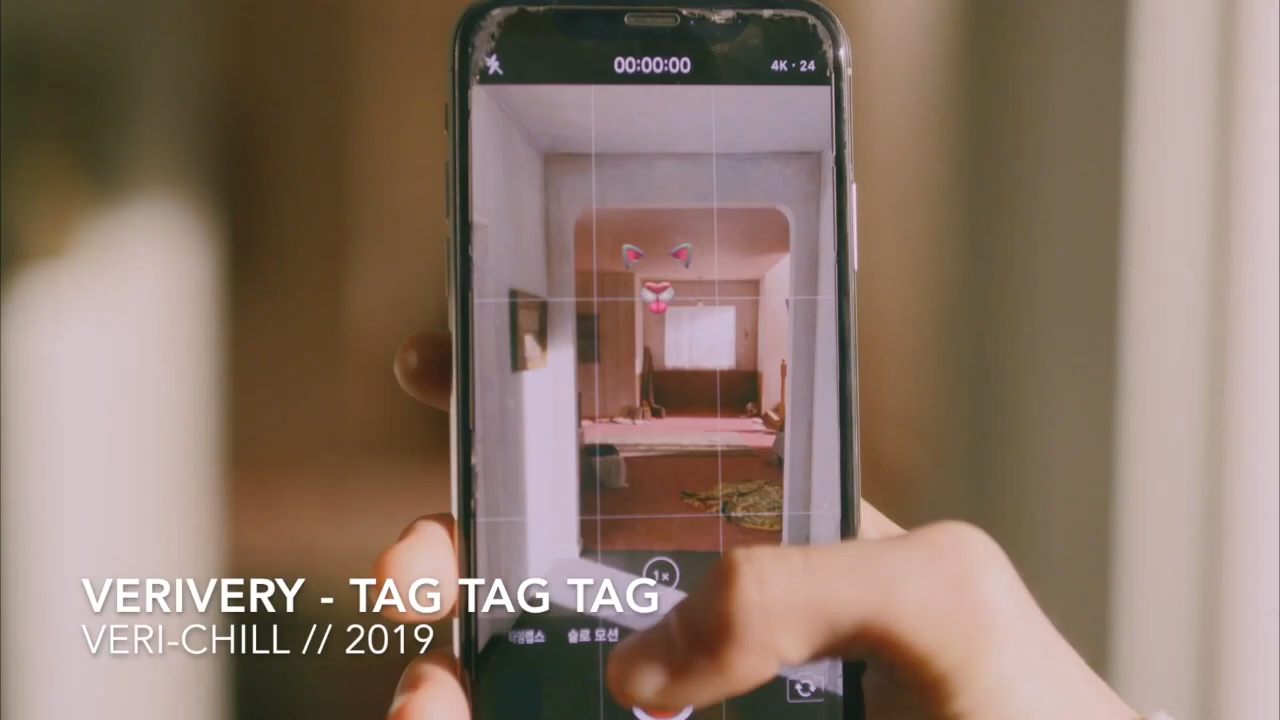 00:00:00
4K · 24
1×
VERIVERY - TAG TAG TAG
타임랩스 슬로 모션
VERI-CHILL // 2019